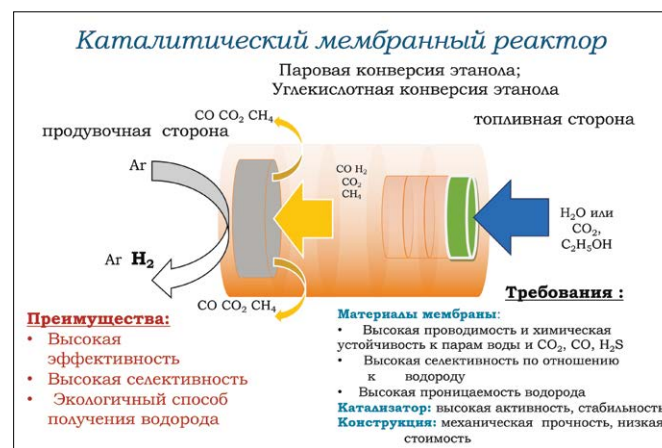 Каталитический мембранный реактор
Паровая конверсия этанола;
Углекислотная конверсия этанола
CO CO₂ CH₄
продувочная сторона
топливная сторона
Ar
CO H₂
CO₂
CH₄
H₂O или
CO₂,
C₂H₅OH
Ar H₂
CO CO₂ CH₄
Преимущества:
• Высокая
эффективность
• Высокая селективность
• Экологичный способ
получения водорода
Требования :
Материалы мембраны:
• Высокая проводимость и химическая
устойчивость к парам воды и CO₂, CO, H₂S
• Высокая селективность по отношению
к водороду
• Высокая проницаемость водорода
Катализатор: высокая активность, стабильность
Конструкция: механическая прочность, низкая
стоимость